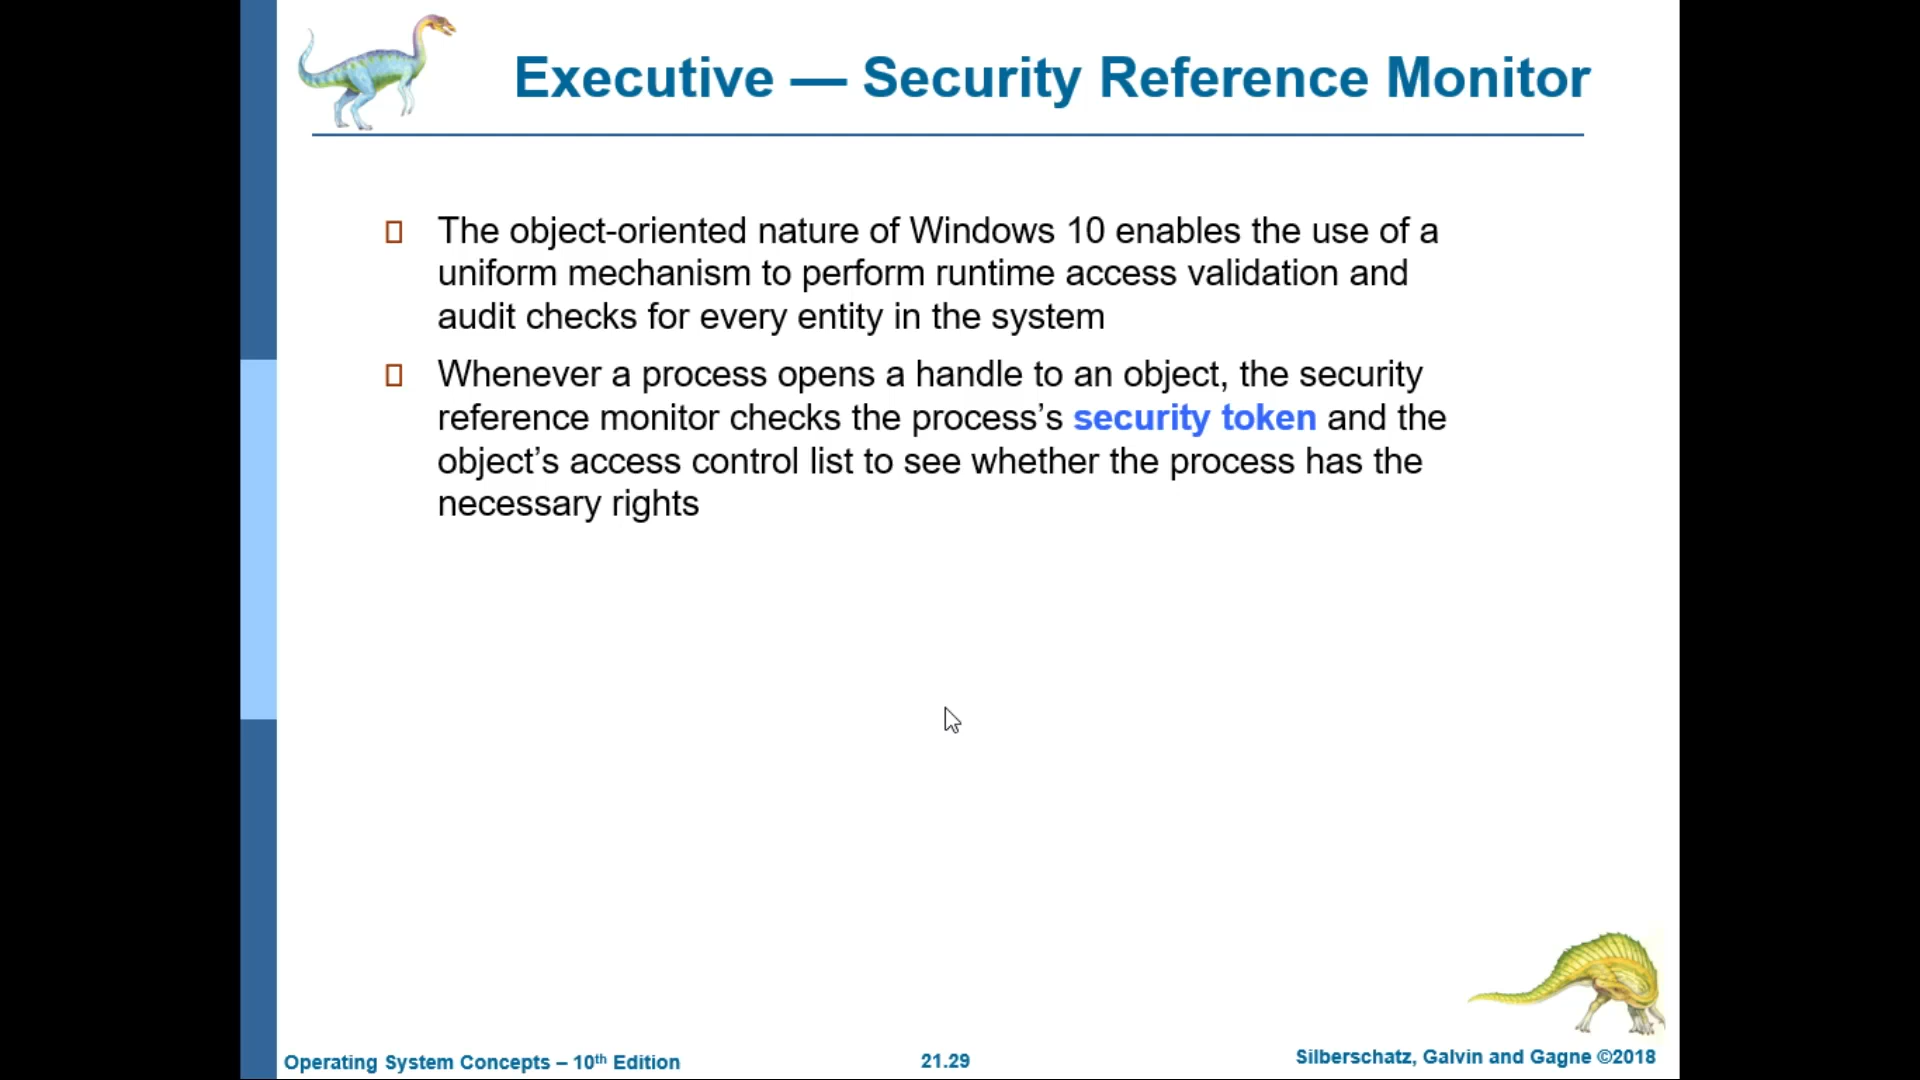 Executive — Security Reference Monitor
The object-oriented nature of Windows 10 enables the use of a
uniform mechanism to perform runtime access validation and
audit checks for every entity in the system
Whenever a process opens a handle to an object, the security
reference monitor checks the process’s security token and the
object’s access control list to see whether the process has the
necessary rights
Operating System Concepts – 10th Edition
21.29
Silberschatz, Galvin and Gagne ©2018